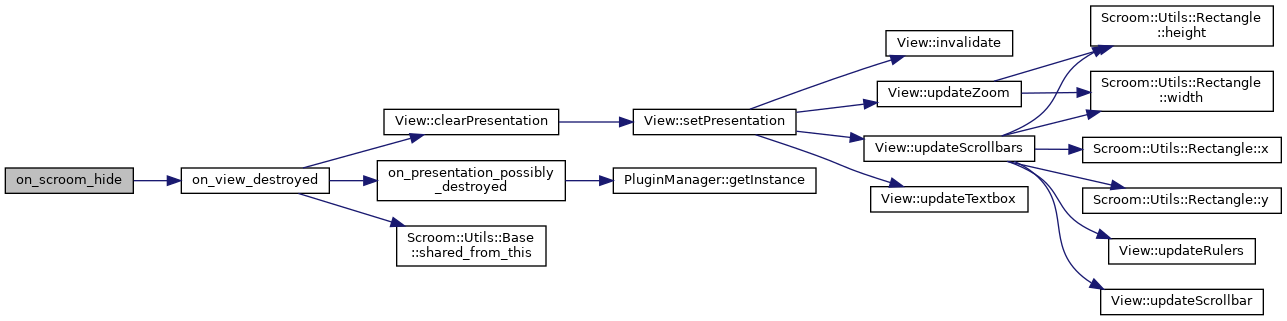 on_scroom_hide
on_view_destroyed
View::clearPresentation
on_presentation_possibly
_destroyed
Scroom::Utils::Base
::shared_from_this
View::setPresentation
PluginManager::getInstance
View::invalidate
View::updateZoom
View::updateScrollbars
View::updateTextbox
Scroom::Utils::Rectangle
::height
Scroom::Utils::Rectangle
::width
Scroom::Utils::Rectangle::x
Scroom::Utils::Rectangle::y
View::updateRulers
View::updateScrollbar